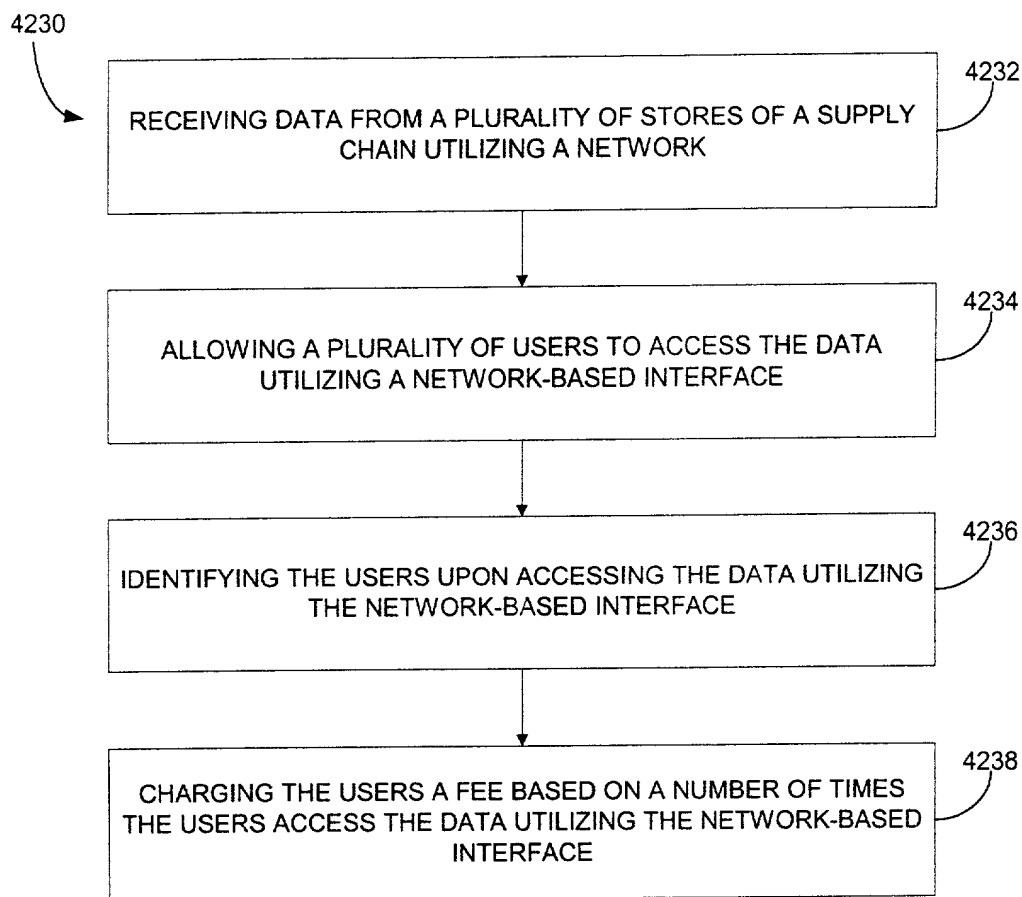 4230
4232
RECEIVING DATA FROM A PLURALITY OF STORES OF A SUPPLY
CHAIN UTILIZING A NETWORK
4234
ALLOWING A PLURALITY OF USERS TO ACCESS THE DATA
UTILIZING A NETWORK-BASED INTERFACE
4236
IDENTIFYING THE USERS UPON ACCESSING THE DATA UTILIZING
THE NETWORK-BASED INTERFACE
4238
CHARGING THE USERS A FEE BASED ON A NUMBER OF TIMES
THE USERS ACCESS THE DATA UTILIZING THE NETWORK-BASED
INTERFACE